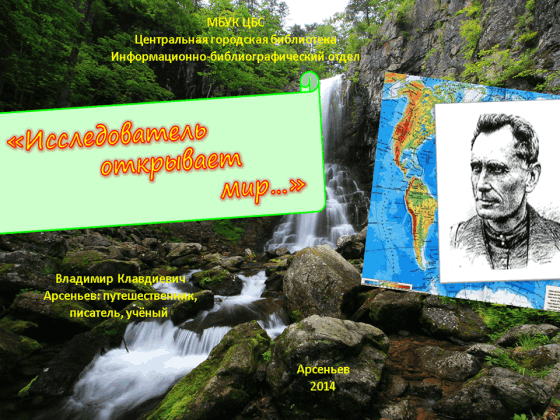 МБУК ЦБС
Центральная городская библиотека
Информационно-библиографический отдел
«Исследователь
открывает
мир...»
Владимир Клавдиевич
Арсеньев: путешественник,
писатель, учёный
Арсеньев
2014